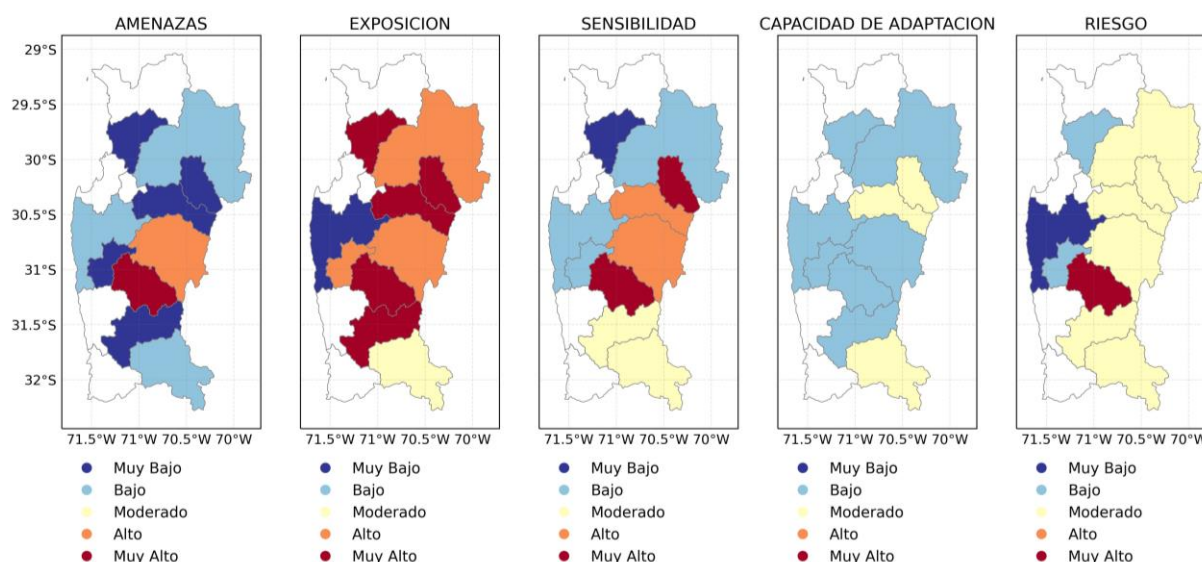 AMENAZAS EXPOSICION SENSIBILIDAD CAPACIDAD DE ADAPTACION RIESGO
29°S
29.5°S
30°S
30.5°S
31°S
31.5°S
32°S
71.5°W 71°W 70.5°W 70°W 71.5°W 71°W 70.5°W 70°W 71.5°W 71°W 70.5°W 70°W 71.5°W 71°W 70.5°W 70°W 71.5°W 71°W 70.5°W 70°W
Muy Bajo Muy Bajo Muy Bajo Muy Bajo Muy Bajo
Bajo Bajo Bajo Bajo Bajo
Moderado Moderado Moderado Moderado Moderado
Alto Alto Alto Alto Alto
Muy Alto Muy Alto Muy Alto Muy Alto Muy Alto